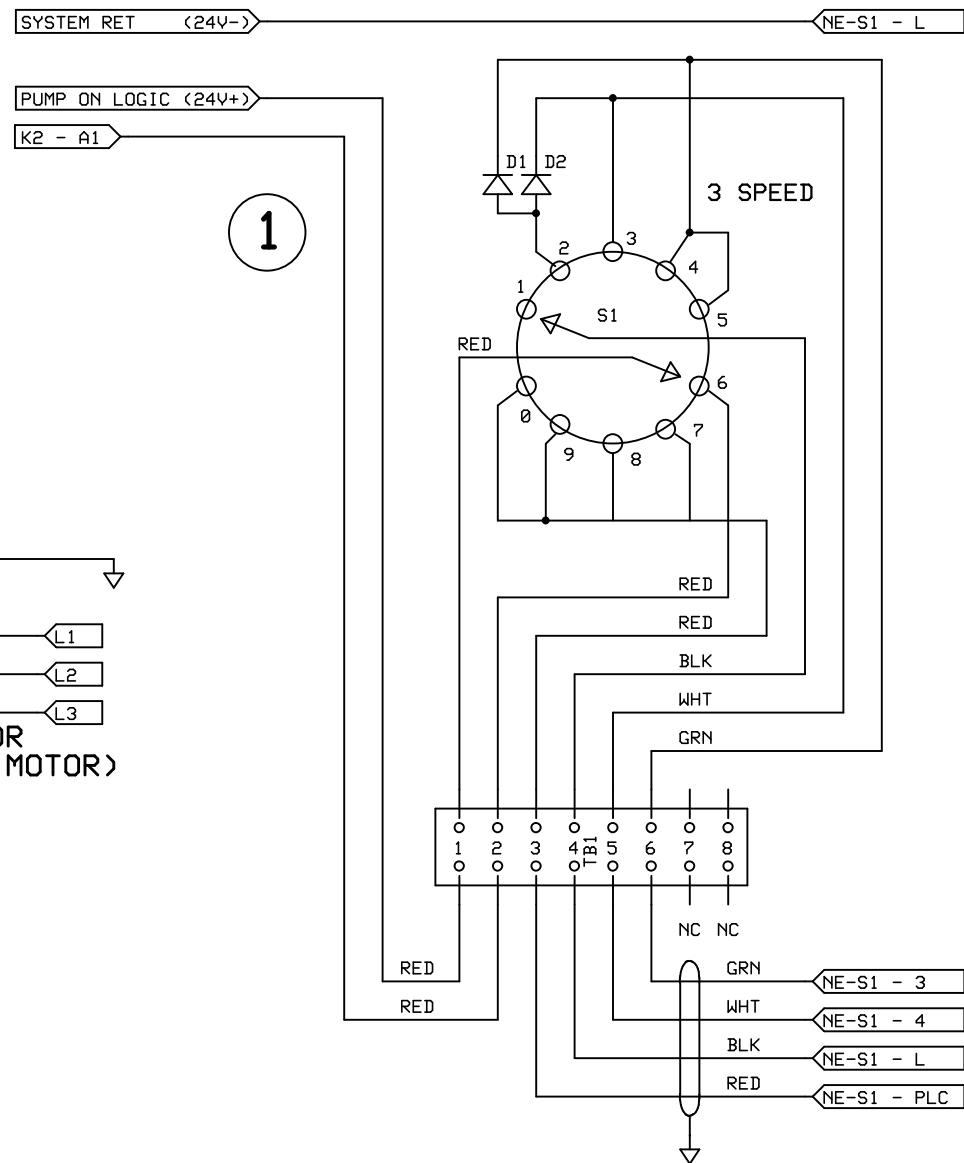 SYSTEM RET (24V-)
NE-S1 - L
PUMP ON LOGIC (24V+)
K2 - A1
D1 D2
3 SPEED
1
2
3
4
1
5
S1
RED
6
0
7
9
8
RED
RED
L1
BLK
L2
WHT
L3
OR
GRN
MOTOR)
1 2 3 4 TB1 5 6 7 8
NC NC
RED
GRN
NE-S1 - 3
RED
WHT
NE-S1 - 4
BLK
NE-S1 - L
RED
NE-S1 - PLC